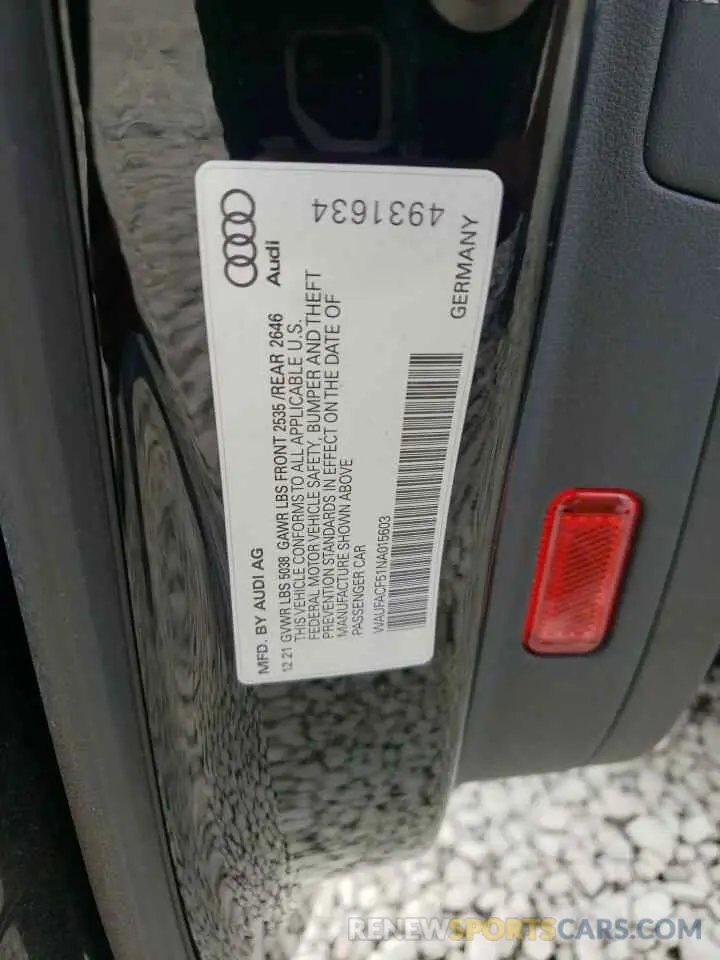 4931634
Audi
GERMANY
MFD. BY AUDI AG
12 21 GVWR LBS 5038 GAWR LBS FRONT 2535 /REAR 2646
THIS VEHICLE CONFORMS TO ALL APPLICABLE U.S.
FEDERAL MOTOR VEHICLE SAFETY, BUMPER AND THEFT
PREVENTION STANDARDS IN EFFECT ON THE DATE OF
MANUFACTURE SHOWN ABOVE
PASSENGER CAR
WAUFACF51NA015603
RENEWSPORTSCARS.COM